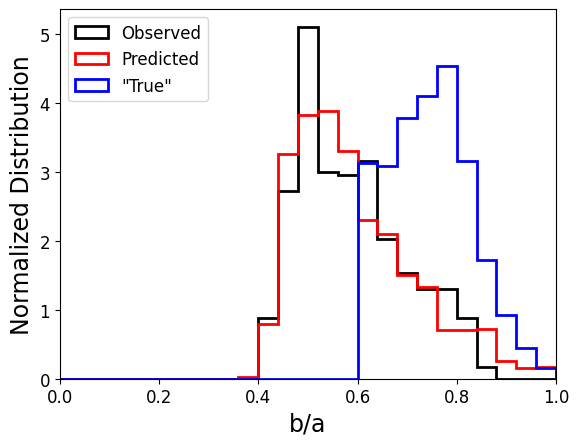 Observed
Predicted
"True"
Normalized Distribution
5
4
3
2
1
0
0.0 0.2 0.4 0.6 0.8 1.0
b/a